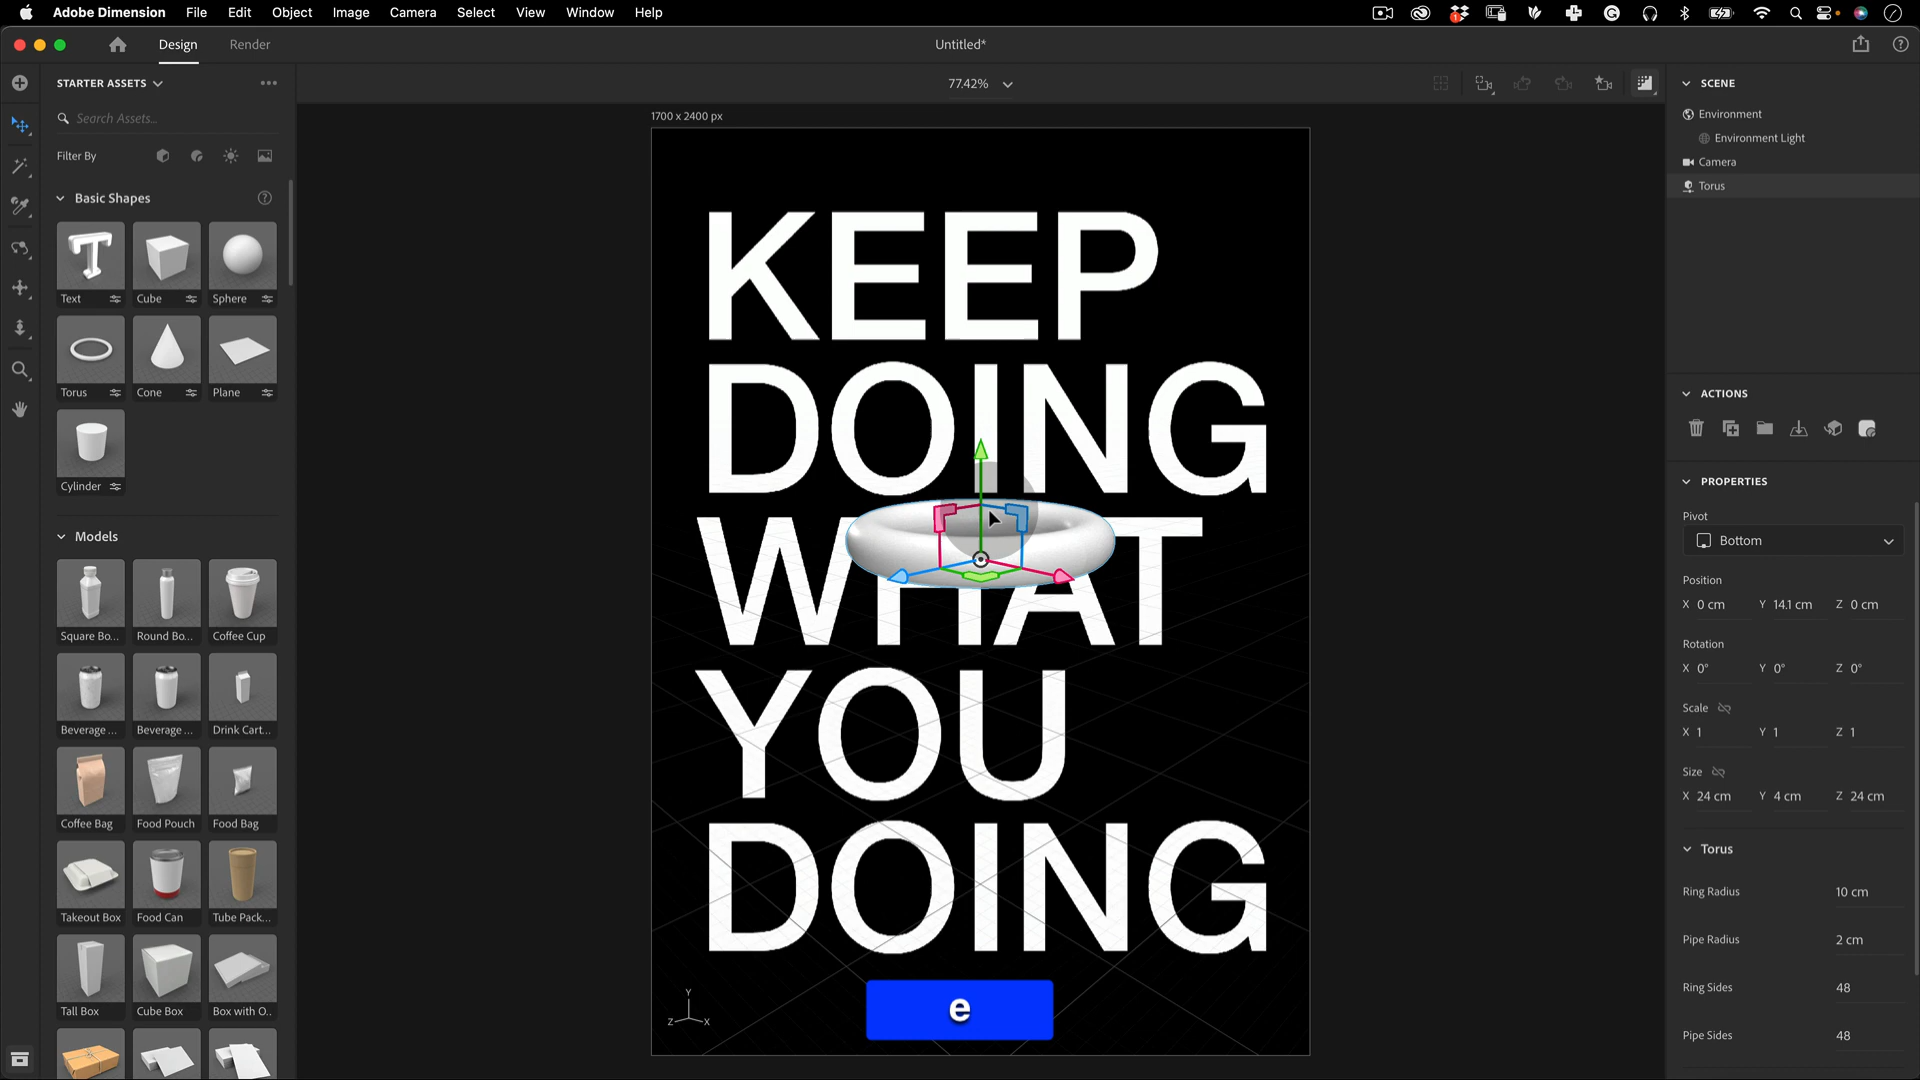 Adobe Dimension File Edit Object Image Camera Select View Window Help
Design Render Untitled*
STARTER ASSETS
Search Assets...
Filter By
Basic Shapes
Text Cube Sphere
Torus Cone Plane
Cylinder
Models
Square Bo... Round Bo... Coffee Cup
Beverage ... Beverage ... Drink Cart...
Coffee Bag Food Pouch Food Bag
Takeout Box Food Can Tube Pack...
Tall Box Cube Box Box with O..
77.42%
1700 x 2400 px
KEEP
DOING
WHAT
YOU
DOING
Y
Z X
e
SCENE
Environment
Environment Light
Camera
Torus
ACTIONS
PROPERTIES
Pivot
Bottom
Position
X 0 cm Y 14.1 cm Z 0 cm
Rotation
X 0° Y 0° Z 0°
Scale
X 1 Y 1 Z 1
Size
X 24 cm Y 4 cm Z 24 cm
Torus
Ring Radius 10 cm
Pipe Radius 2 cm
Ring Sides 48
Pipe Sides 48